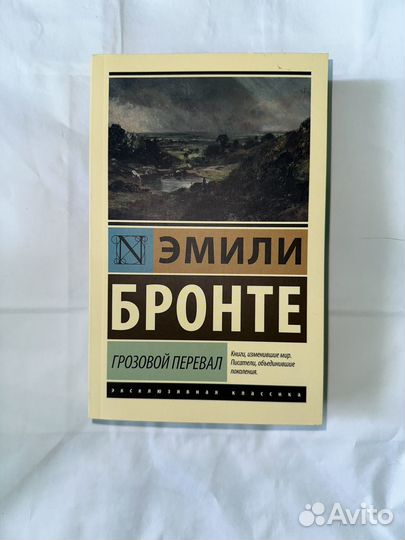 N ЭМИЛИ
БРОНТЕ
ГРОЗОВОЙ ПЕРЕВАЛ
Книги, изменившие мир.
Писатели, объединившие
поколения.
ЭКСКЛЮЗИВНАЯ КЛАССИКА
Avito